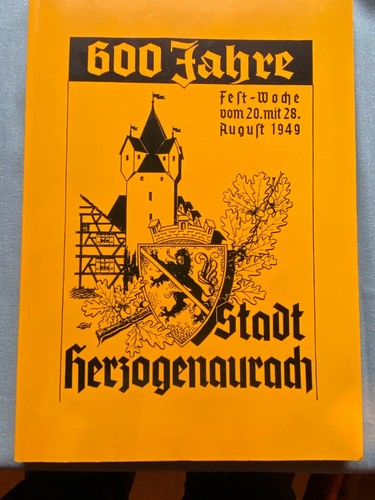 600 Jahre
Feſt-Woche
vom 20. mit 28.
Auguſt 1949
Stadt
Herzogenaurach